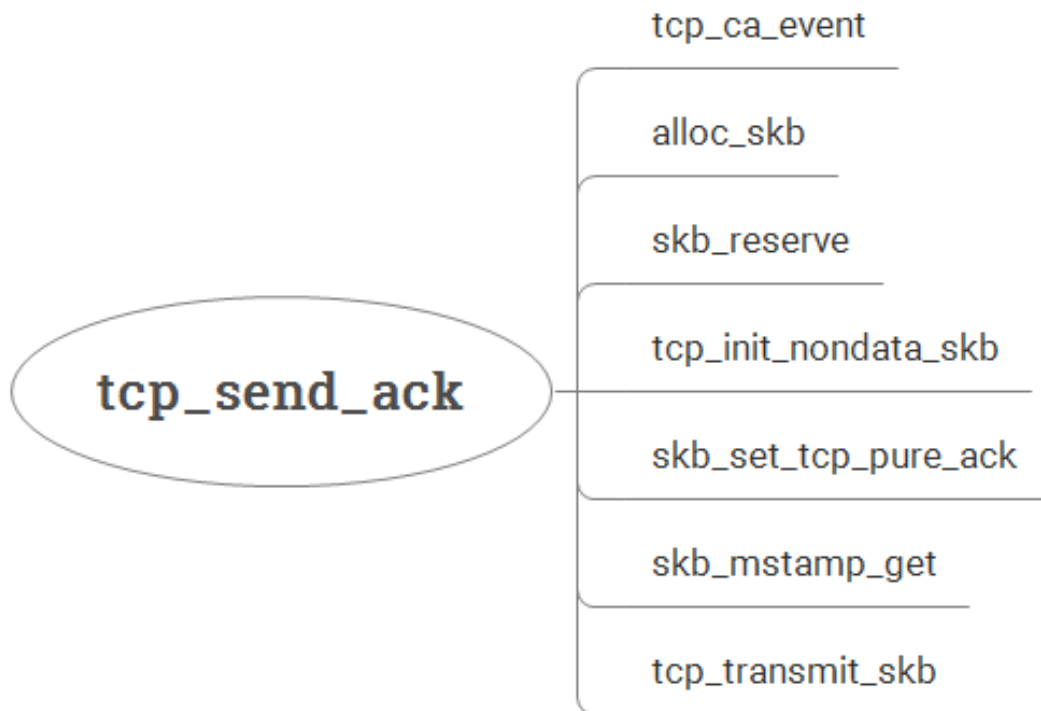 tcp_ca_event
alloc_skb
skb_reserve
tcp_init_nondata_skb
tcp_send_ack
skb_set_tcp_pure_ack
skb_mstamp_get
tcp_transmit_skb